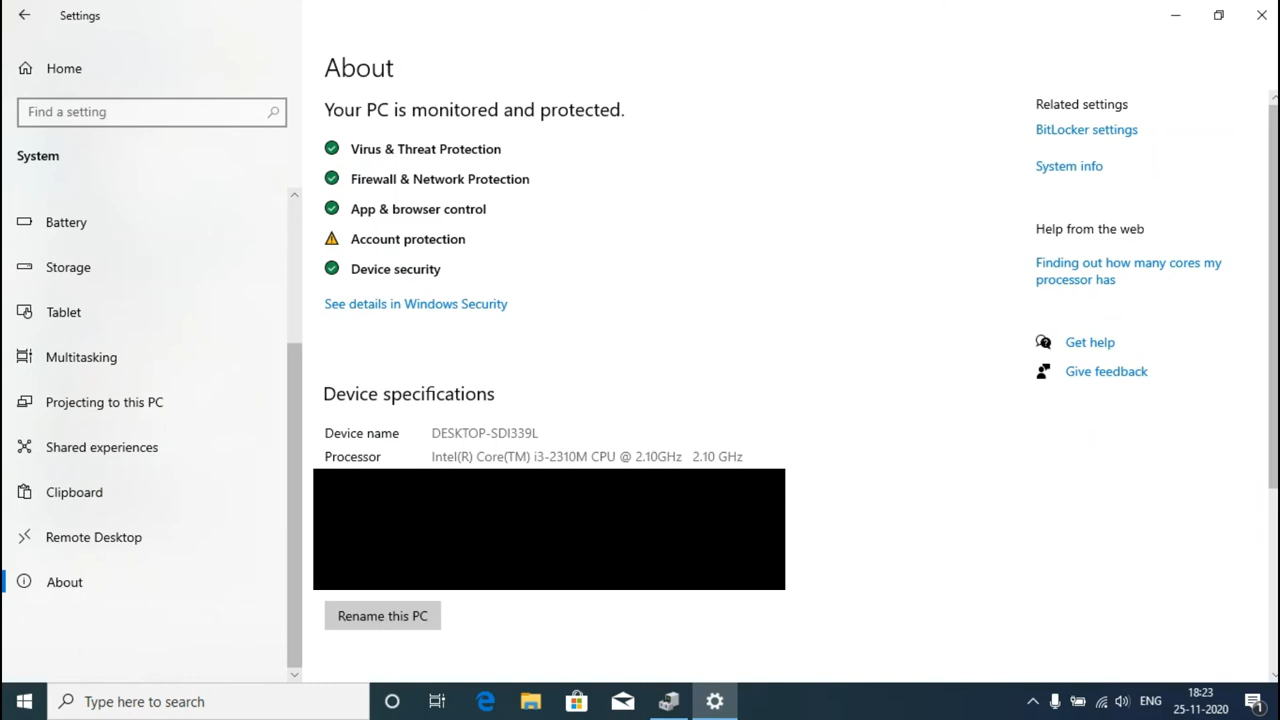 Settings
Home
Find a setting
System
Battery
Storage
Tablet
Multitasking
Projecting to this PC
Shared experiences
Clipboard
Remote Desktop
About
About
Your PC is monitored and protected.
Virus & Threat Protection
Firewall & Network Protection
App & browser control
Account protection
Device security
See details in Windows Security
Device specifications
Device name DESKTOP-SDI339L
Processor Intel(R) Core(TM) i3-2310M CPU @ 2.10GHz 2.10 GHz
Rename this PC
Related settings
BitLocker settings
System info
Help from the web
Finding out how many cores my
processor has
Get help
Give feedback
Type here to search
ENG
18:23
25-11-2020
1